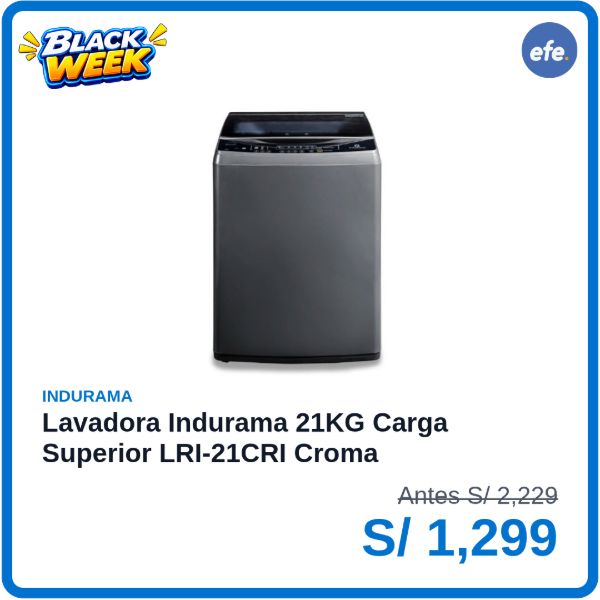 BLACK
WEEK
efe.
INDURAMA
Lavadora Indurama 21KG Carga
Superior LRI-21CRI Croma
Antes S/ 2,229
S/ 1,299